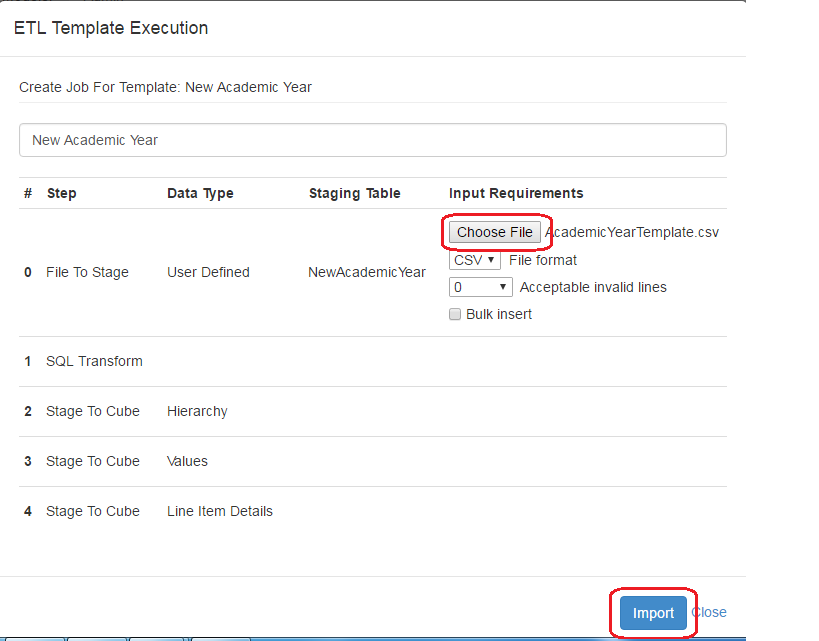 ETL Template Execution
Create Job For Template: New Academic Year
New Academic Year
# Step Data Type Staging Table Input Requirements
Choose File AcademicYearTemplate.csv
CSV File format
0 File To Stage User Defined NewAcademicYear
0 Acceptable invalid lines
Bulk insert
1 SQL Transform
2 Stage To Cube Hierarchy
3 Stage To Cube Values
4 Stage To Cube Line Item Details
Import Close